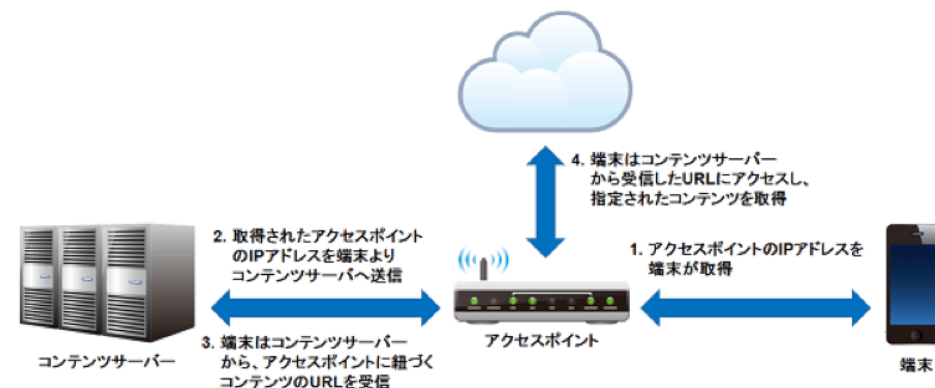 4. 端末はコンテンツサーバー
から受信したURLにアクセスし、
指定されたコンテンツを取得
2. 取得されたアクセスポイント
のIPアドレスを端末より
コンテンツサーバへ送信
1. アクセスポイントのIPアドレスを
端末が取得
アクセスポイント
コンテンツサーバー
3. 端末はコンテンツサーバー
から、アクセスポイントに紐づく
コンテンツのURLを受信
端末